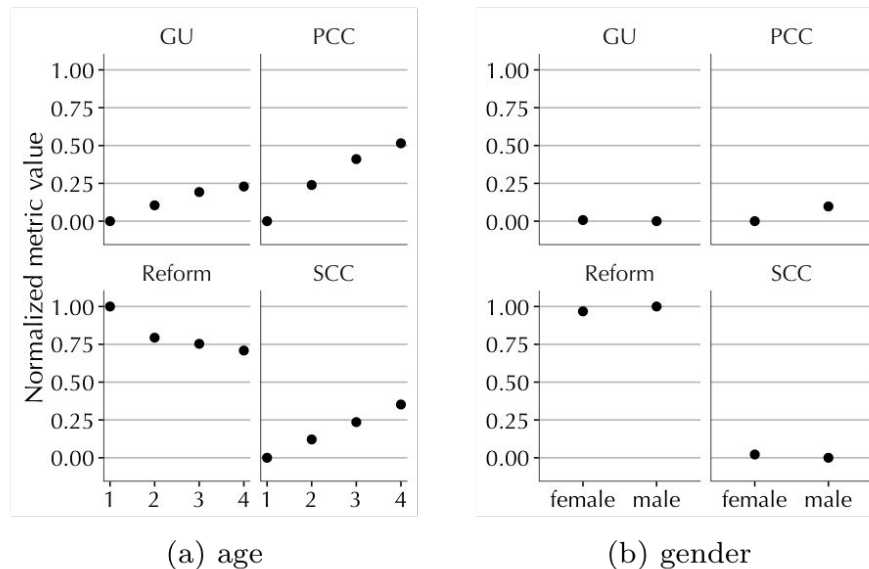 Normalized metric value
GU
PCC
1.00
0.75
0.50
0.25
0.00
Reform
SCC
1.00
0.75
0.50
0.25
0.00
1 2 3 4
1 2 3 4
(a) age
GU
PCC
1.00
0.75
0.50
0.25
0.00
Reform
SCC
1.00
0.75
0.50
0.25
0.00
female male
female male
(b) gender